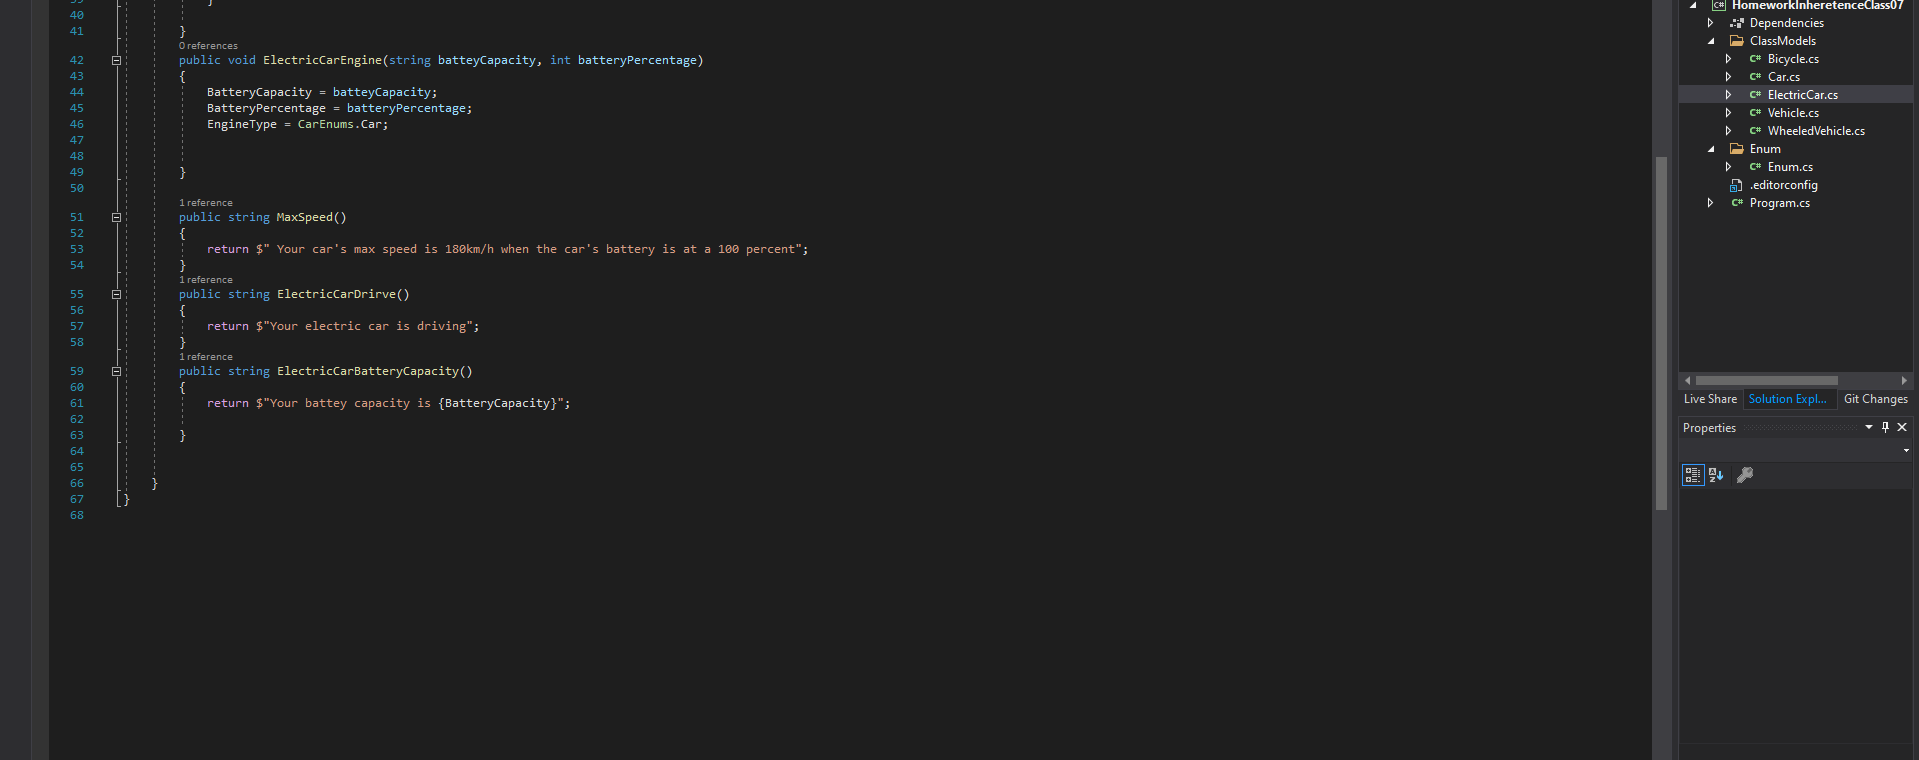 40
41 }
0 references
42 public void ElectricCarEngine(string batteyCapacity, int batteryPercentage)
43 {
44 BatteryCapacity = batteyCapacity;
45 BatteryPercentage = batteryPercentage;
46 EngineType = CarEnums.Car;
47
48
49 }
50
1 reference
51 public string MaxSpeed()
52 {
53 return $" Your car's max speed is 180km/h when the car's battery is at a 100 percent";
54 }
1 reference
55 public string ElectricCarDrirve()
56 {
57 return $"Your electric car is driving";
58 }
1 reference
59 public string ElectricCarBatteryCapacity()
60 {
61 return $"Your battey capacity is {BatteryCapacity}";
62
63 }
64
65
66 }
67 }
68
C# HomeworkInheretenceClass07
Dependencies
ClassModels
C# Bicycle.cs
C# Car.cs
C# ElectricCar.cs
C# Vehicle.cs
C# WheeledVehicle.cs
Enum
C# Enum.cs
.editorconfig
C# Program.cs
Live Share Solution Expl... Git Changes
Properties